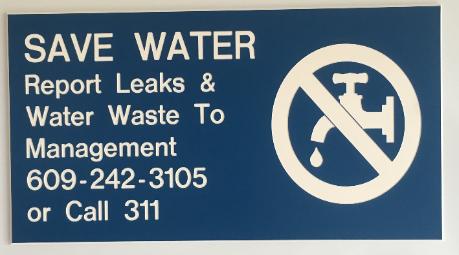 SAVE WATER
Report Leaks &
Water Waste To
Management
609-242-3105
or Call 311